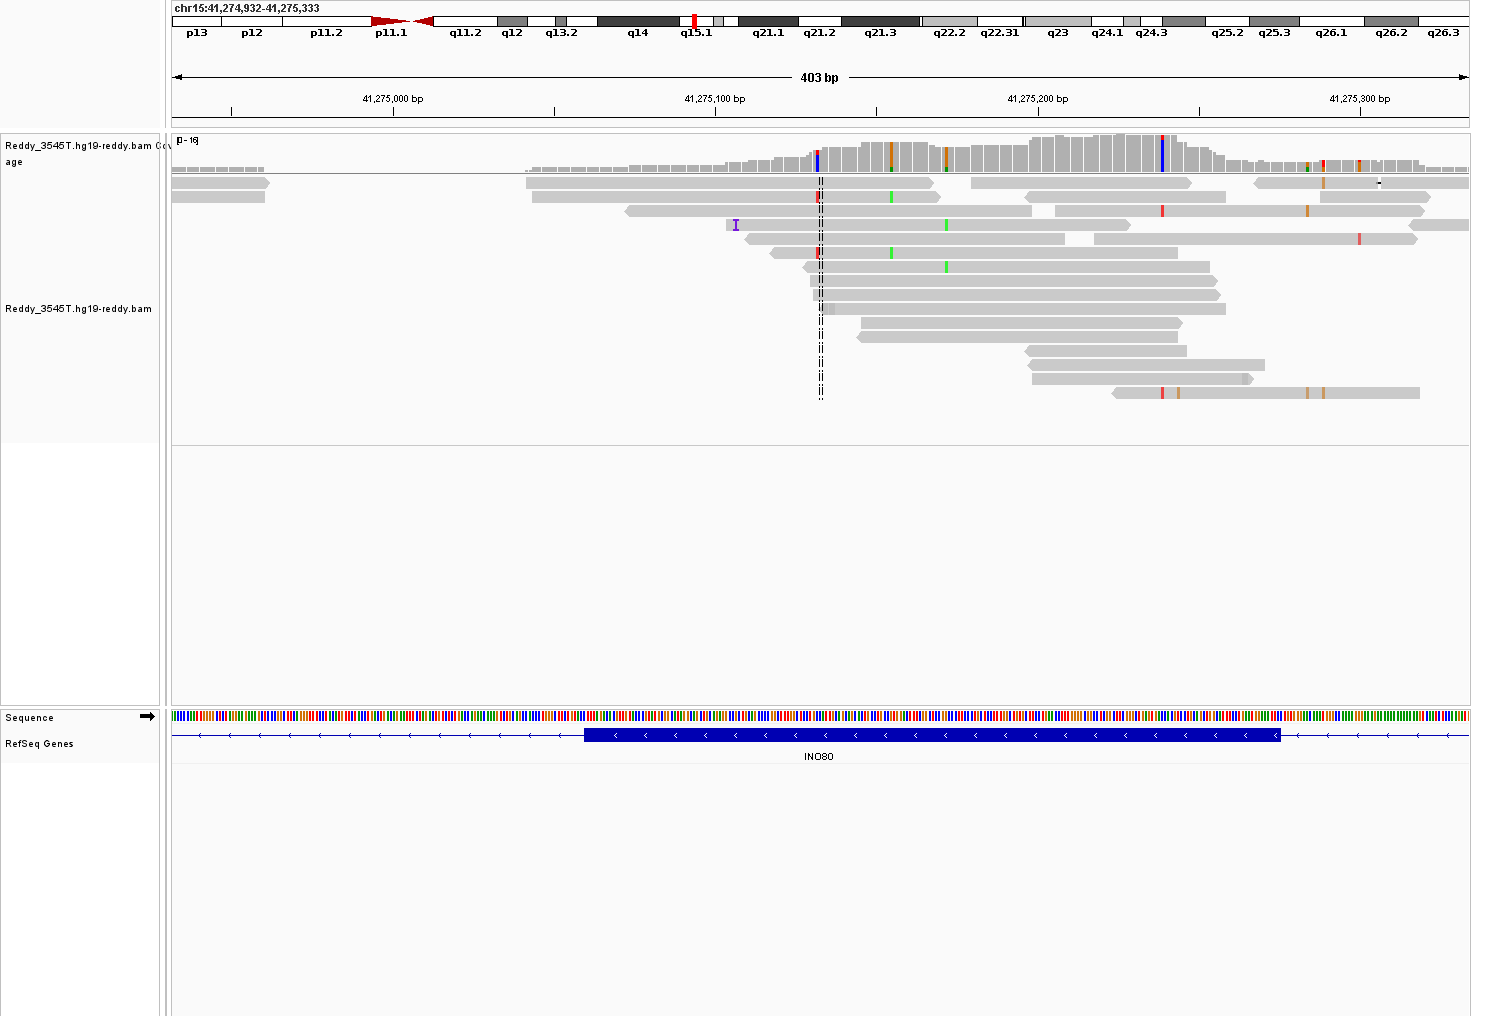 chr15:41,274,932-41,275,333
p13 p12 p11.2 p11.1 q11.2 q12 q13.2 q14 q15.1 q21.1 q21.2 q21.3 q22.2 q22.31 q23 q24.1 q24.3 q25.2 q25.3 q26.1 q26.2 q26.3
403 bp
41,275,000 bp 41,275,100 bp 41,275,200 bp 41,275,300 bp
Reddy_3545T.hg19-reddy.bam Cov
age
[0 - 16]
I
Reddy_3545T.hg19-reddy.bam
Sequence
RefSeq Genes
INO80